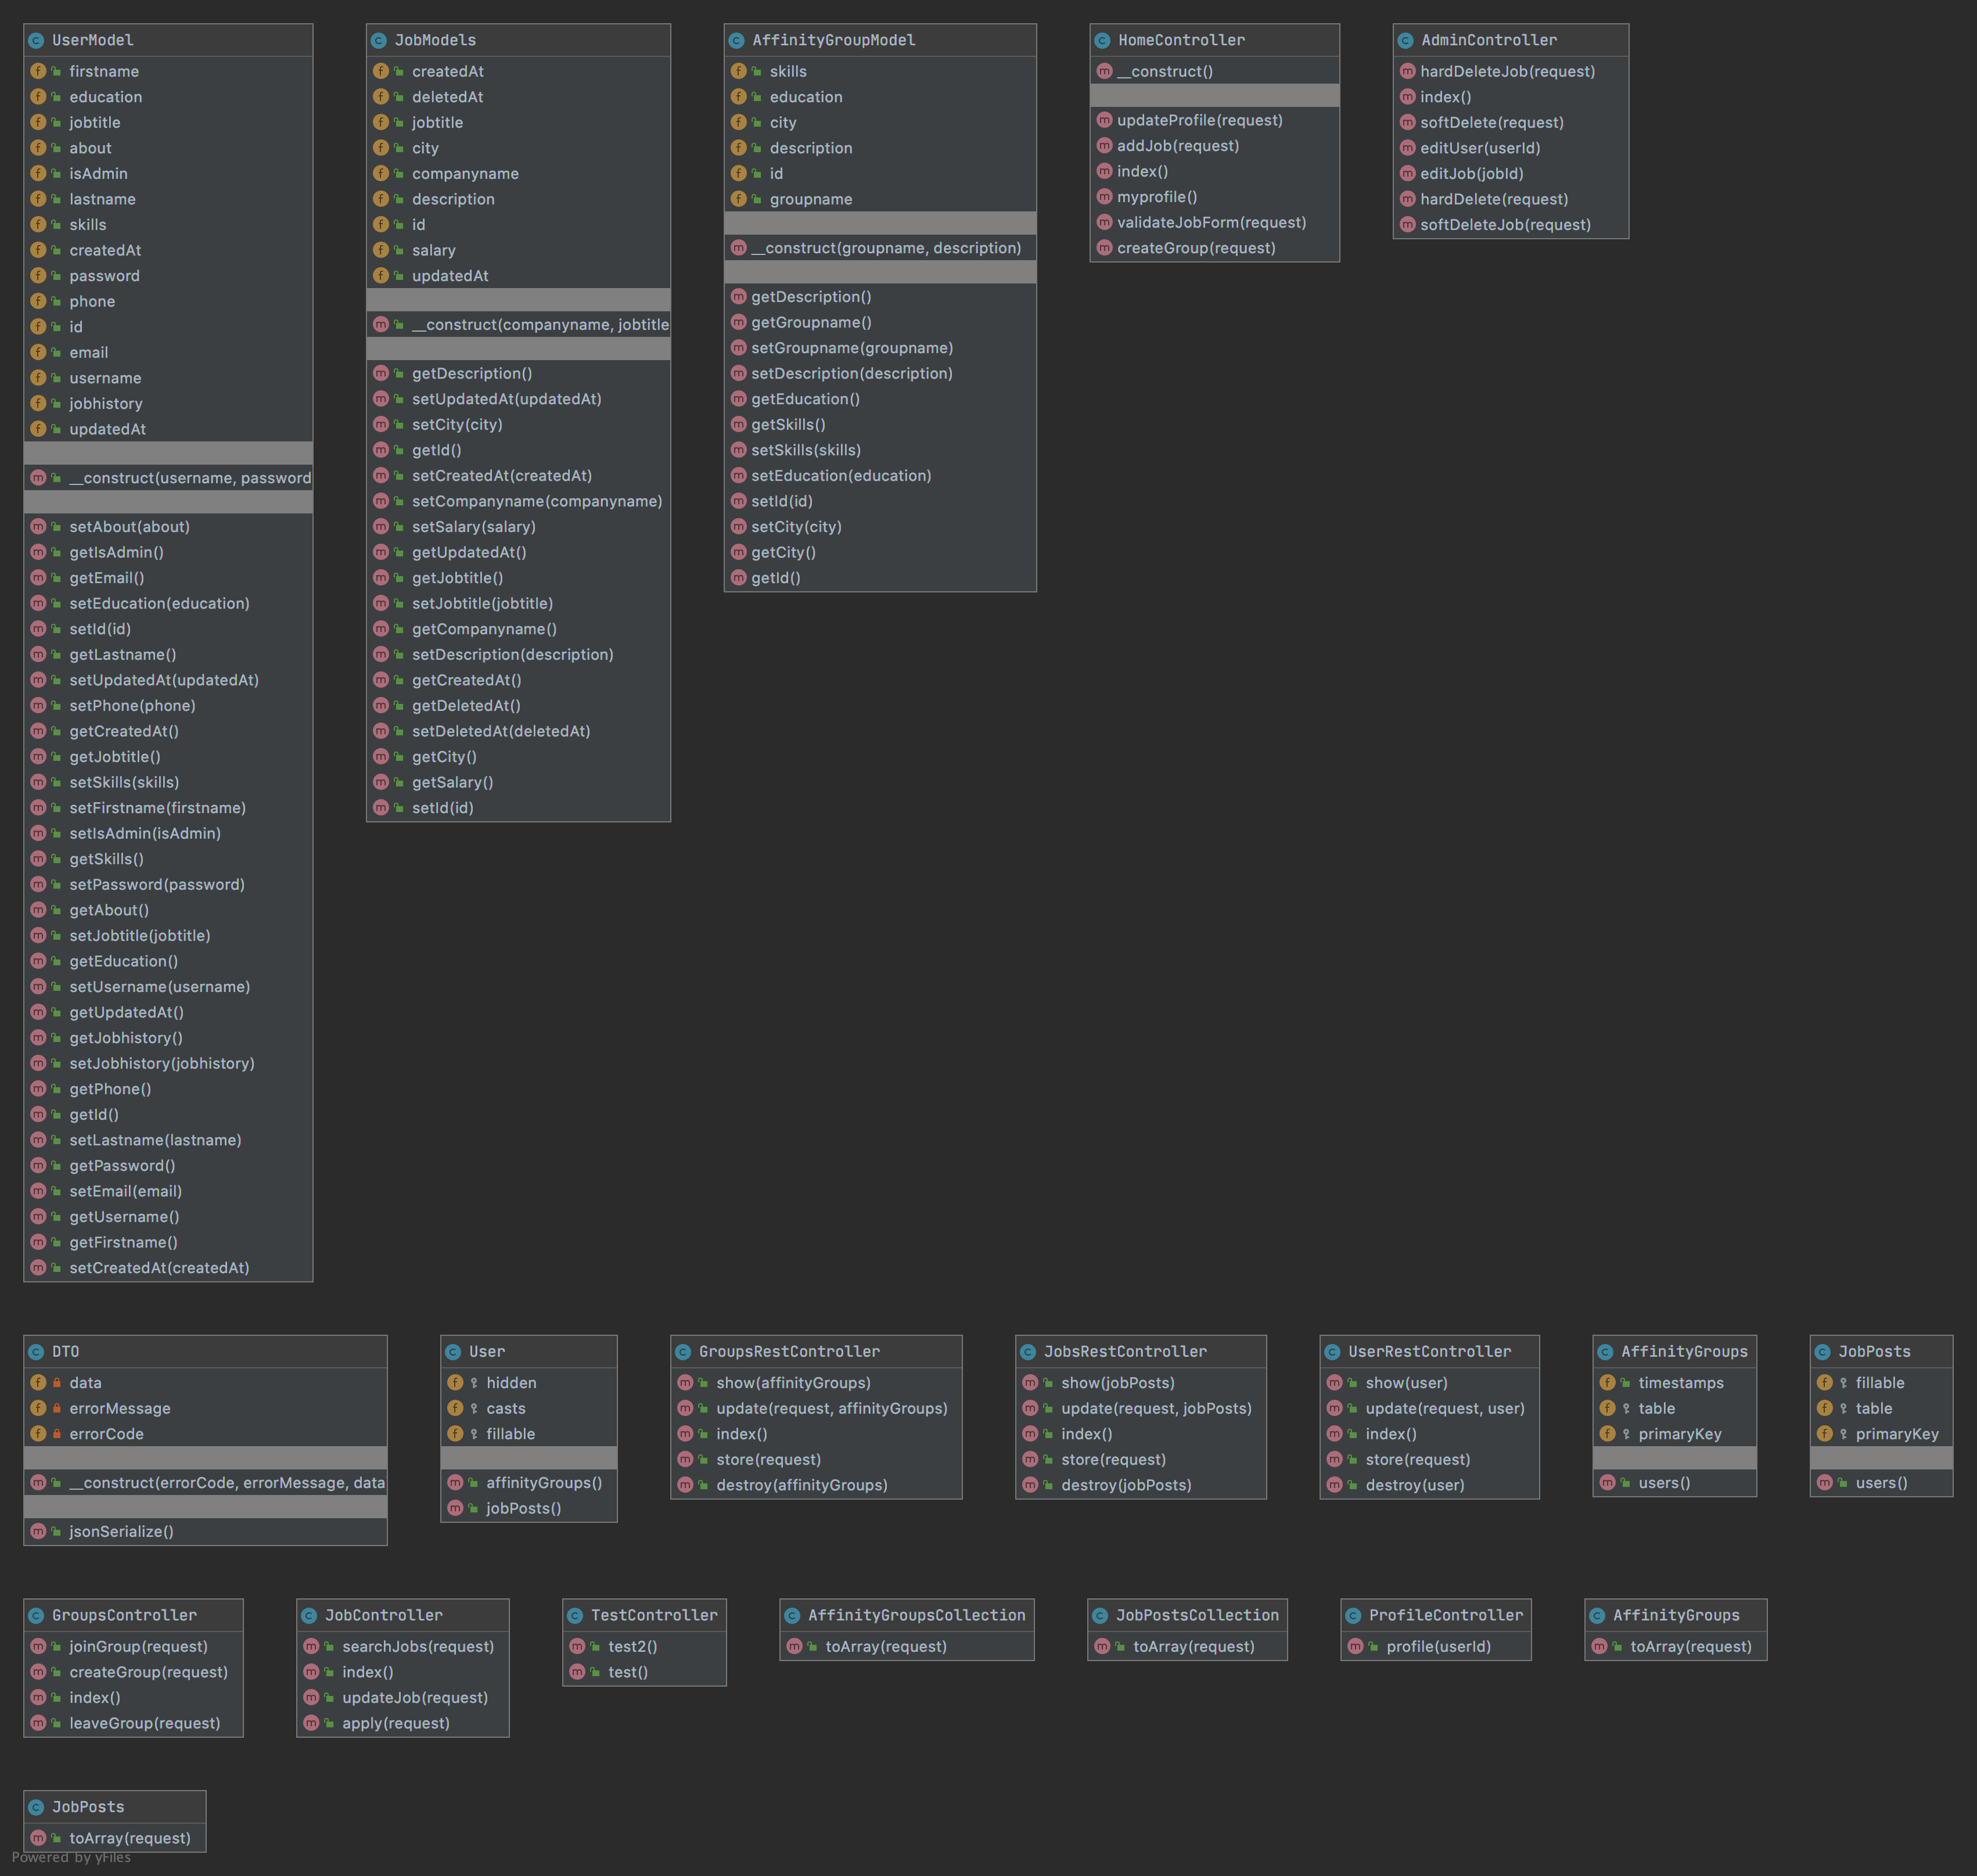 UserModel
firstname
education
jobtitle
about
isAdmin
lastname
skills
createdAt
password
phone
id
email
username
jobhistory
updatedAt
__construct(username, password
setAbout(about)
getIsAdmin()
getEmail()
setEducation(education)
setId(id)
getLastname()
setUpdatedAt(updatedAt)
setPhone(phone)
getCreatedAt()
getJobtitle()
setSkills(skills)
setFirstname(firstname)
setIsAdmin(isAdmin)
getSkills()
setPassword(password)
getAbout()
setJobtitle(jobtitle)
getEducation()
setUsername(username)
getUpdatedAt()
getJobhistory()
setJobhistory(jobhistory)
getPhone()
getId()
setLastname(lastname)
getPassword()
setEmail(email)
getUsername()
getFirstname()
setCreatedAt(createdAt)
JobModels
createdAt
deletedAt
jobtitle
city
companyname
description
id
salary
updatedAt
__construct(companyname, jobtitle
getDescription()
setUpdatedAt(updatedAt)
setCity(city)
getId()
setCreatedAt(createdAt)
setCompanyname(companyname)
setSalary(salary)
getUpdatedAt()
getJobtitle()
setJobtitle(jobtitle)
getCompanyname()
setDescription(description)
getCreatedAt()
getDeletedAt()
setDeletedAt(deletedAt)
getCity()
getSalary()
setId(id)
AffinityGroupModel
skills
education
city
description
id
groupname
__construct(groupname, description)
getDescription()
getGroupname()
setGroupname(groupname)
setDescription(description)
getEducation()
getSkills()
setSkills(skills)
setEducation(education)
setId(id)
setCity(city)
getCity()
getId()
HomeController
__construct()
updateProfile(request)
addJob(request)
index()
myprofile()
validateJobForm(request)
createGroup(request)
AdminController
hardDeleteJob(request)
index()
softDelete(request)
editUser(userId)
editJob(jobId)
hardDelete(request)
softDeleteJob(request)
DTO
data
errorMessage
errorCode
__construct(errorCode, errorMessage, data
jsonSerialize()
User
hidden
casts
fillable
affinityGroups()
jobPosts()
GroupsRestController
show(affinityGroups)
update(request, affinityGroups)
index()
store(request)
destroy(affinityGroups)
JobsRestController
show(jobPosts)
update(request, jobPosts)
index()
store(request)
destroy(jobPosts)
UserRestController
show(user)
update(request, user)
index()
store(request)
destroy(user)
AffinityGroups
timestamps
table
primaryKey
users()
JobPosts
fillable
table
primaryKey
users()
GroupsController
joinGroup(request)
createGroup(request)
index()
leaveGroup(request)
JobController
searchJobs(request)
index()
updateJob(request)
apply(request)
TestController
test2()
test()
AffinityGroupsCollection
toArray(request)
JobPostsCollection
toArray(request)
ProfileController
profile(userId)
AffinityGroups
toArray(request)
JobPosts
toArray(request)
Powered by yFiles